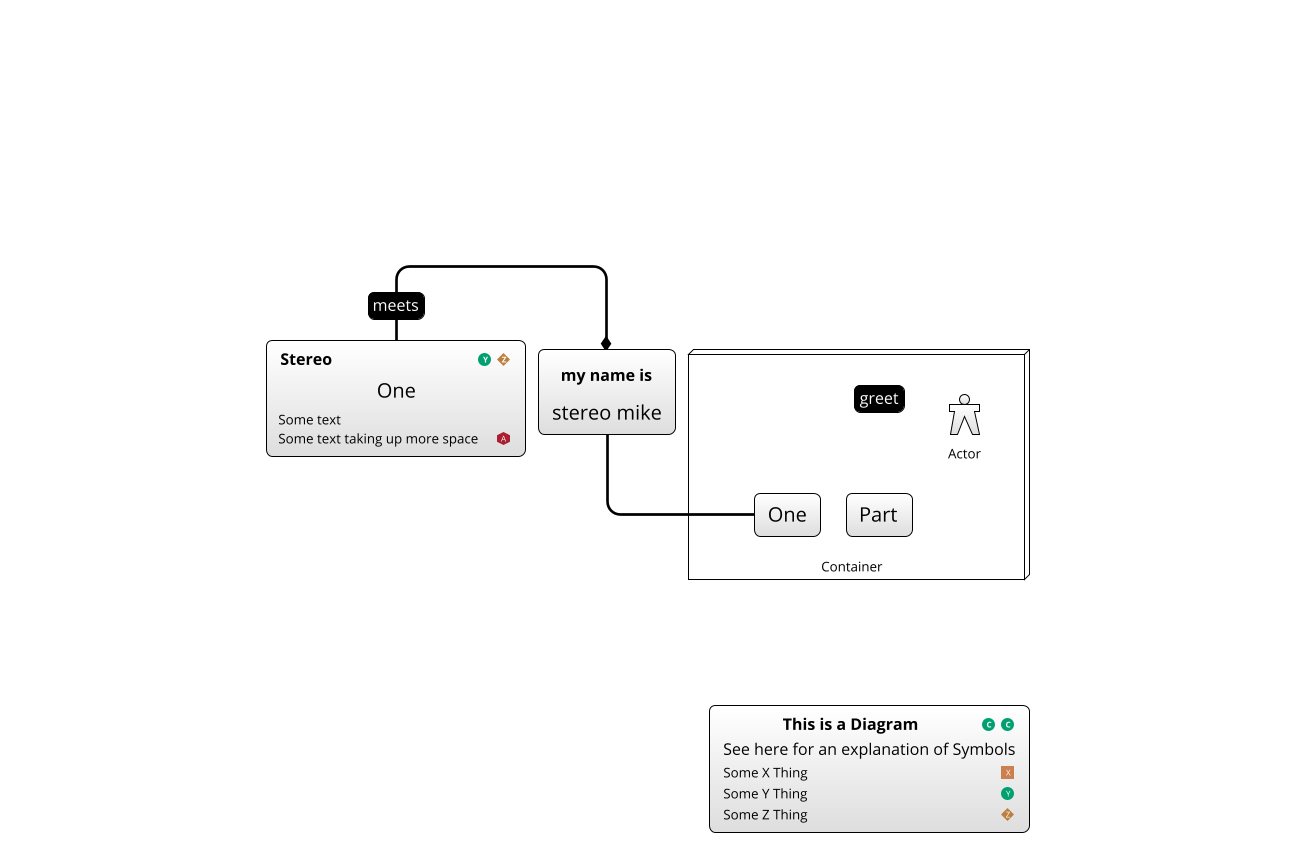 meets
Stereo Y Z
One
Some text
Some text taking up more space A
my name is
stereo mike
greet
Actor
One
Part
Container
This is a Diagram C C
See here for an explanation of Symbols
Some X Thing X
Some Y Thing Y
Some Z Thing Z